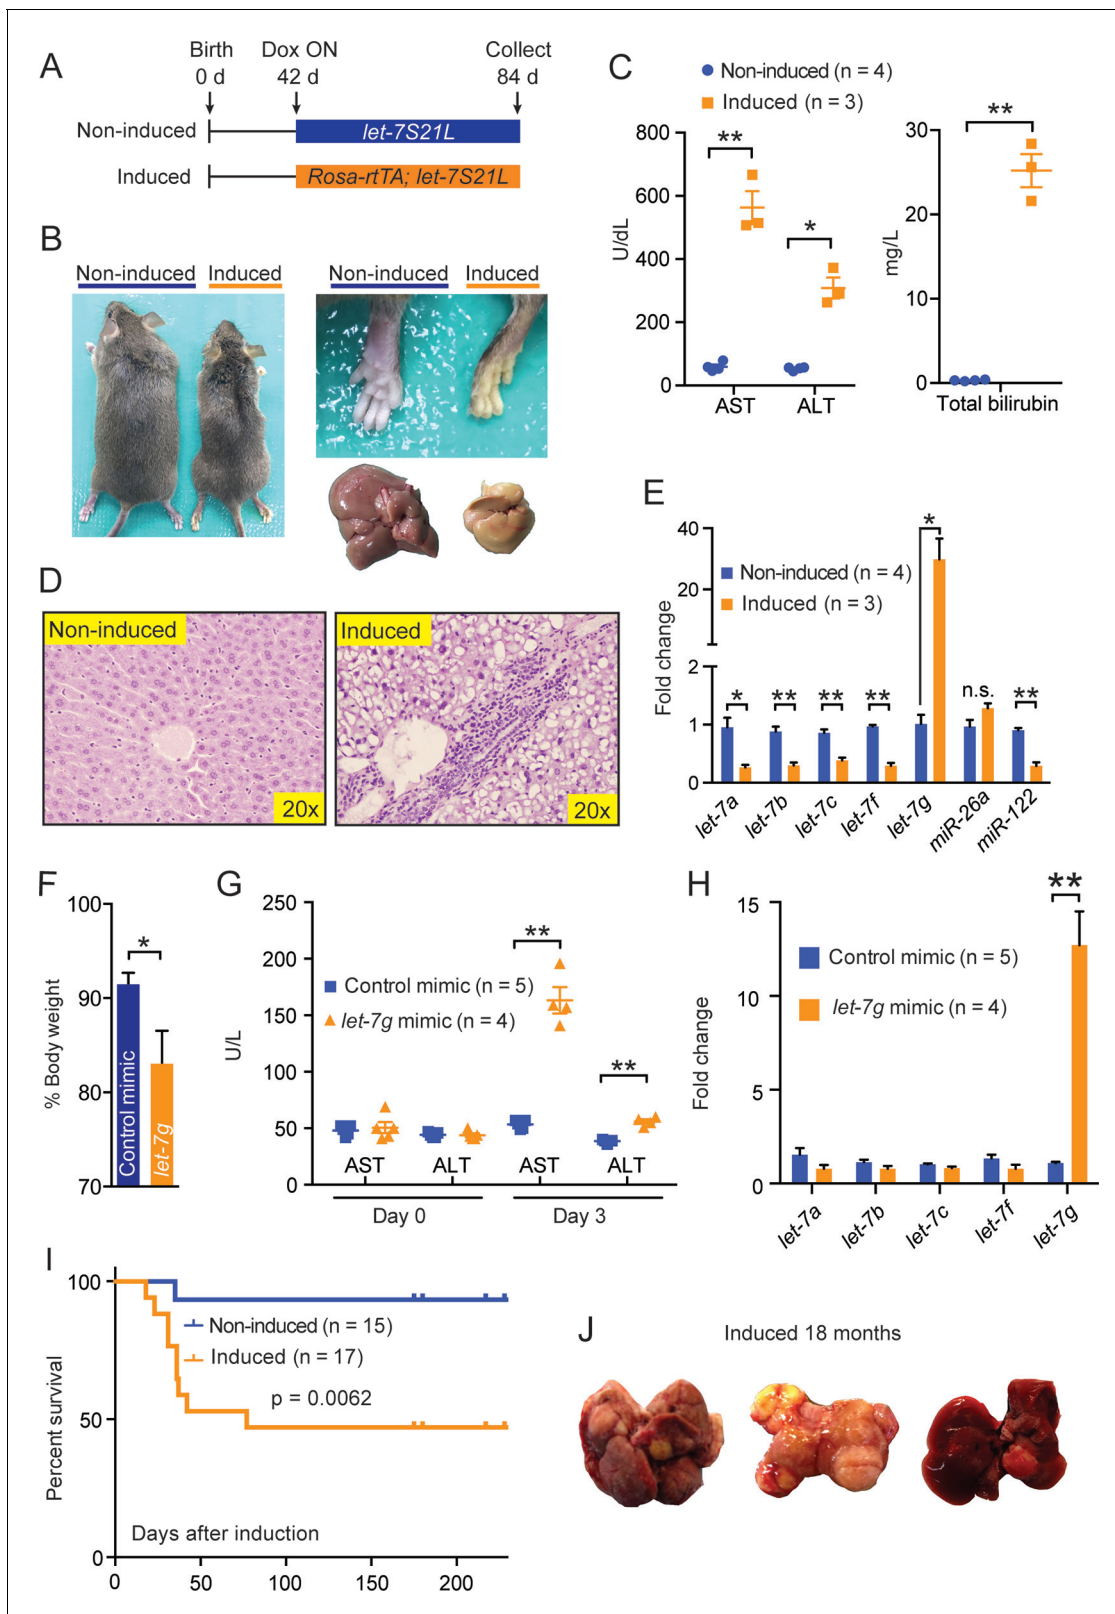 A
Birth
0 d
Dox ON
42 d
Collect
84 d
Non-induced
let-7S21L
Induced
Rosa-rtTA; let-7S21L
B
Non-induced
Induced
Non-induced
Induced
C
Non-induced (n = 4)
Induced (n = 3)
800
600
400
200
0
U/dL
**
*
AST
ALT
30
20
10
0
mg/L
**
Total bilirubin
D
Non-induced
20x
Induced
20x
E
Fold change
40
20
2
1
0
Non-induced (n = 4)
Induced (n = 3)
*
**
**
**
*
n.s.
**
let-7a
let-7b
let-7c
let-7f
let-7g
miR-26a
miR-122
F
% Body weight
100
90
80
70
*
Control mimic
let-7g
G
U/L
250
200
150
100
50
0
Control mimic (n = 5)
let-7g mimic (n = 4)
**
**
AST
ALT
AST
ALT
Day 0
Day 3
H
Fold change
15
10
5
0
Control mimic (n = 5)
let-7g mimic (n = 4)
**
let-7a
let-7b
let-7c
let-7f
let-7g
I
Percent survival
100
50
0
Non-induced (n = 15)
Induced (n = 17)
p = 0.0062
Days after induction
0
50
100
150
200
J
Induced 18 months